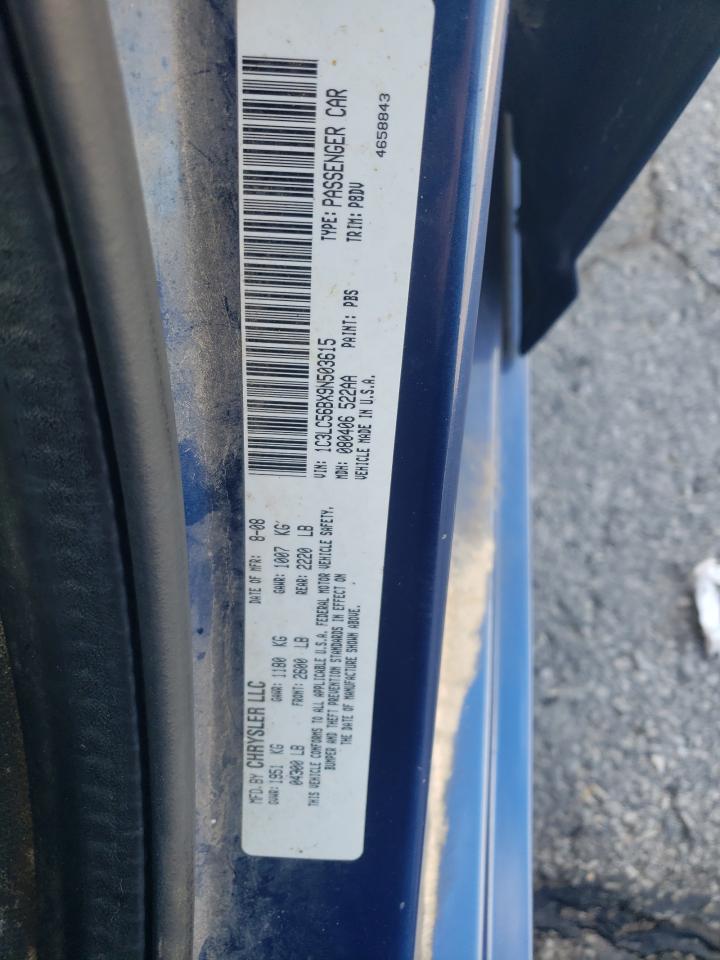 MFD.BY CHRYSLER LLC DATE OF MFR: 8-08
GVWR: 1951 KG GAWR: 1180 KG GAWR: 1007 KG
04300 LB FRONT: 2600 LB REAR: 2220 LB
THIS VEHICLE CONFORMS TO ALL APPLICABLE U.S.A. FEDERAL MOTOR VEHICLE SAFETY,
BUMPER AND THEFT PREVENTION STANDARDS IN EFFECT ON
THE DATE OF MANUFACTURE SHOWN ABOVE.
VIN: 1C3LC56BX9N503615 TYPE: PASSENGER CAR
MDH: 080406 522AA PAINT: PBS TRIM: P8DV
VEHICLE MADE IN U.S.A.
4658843